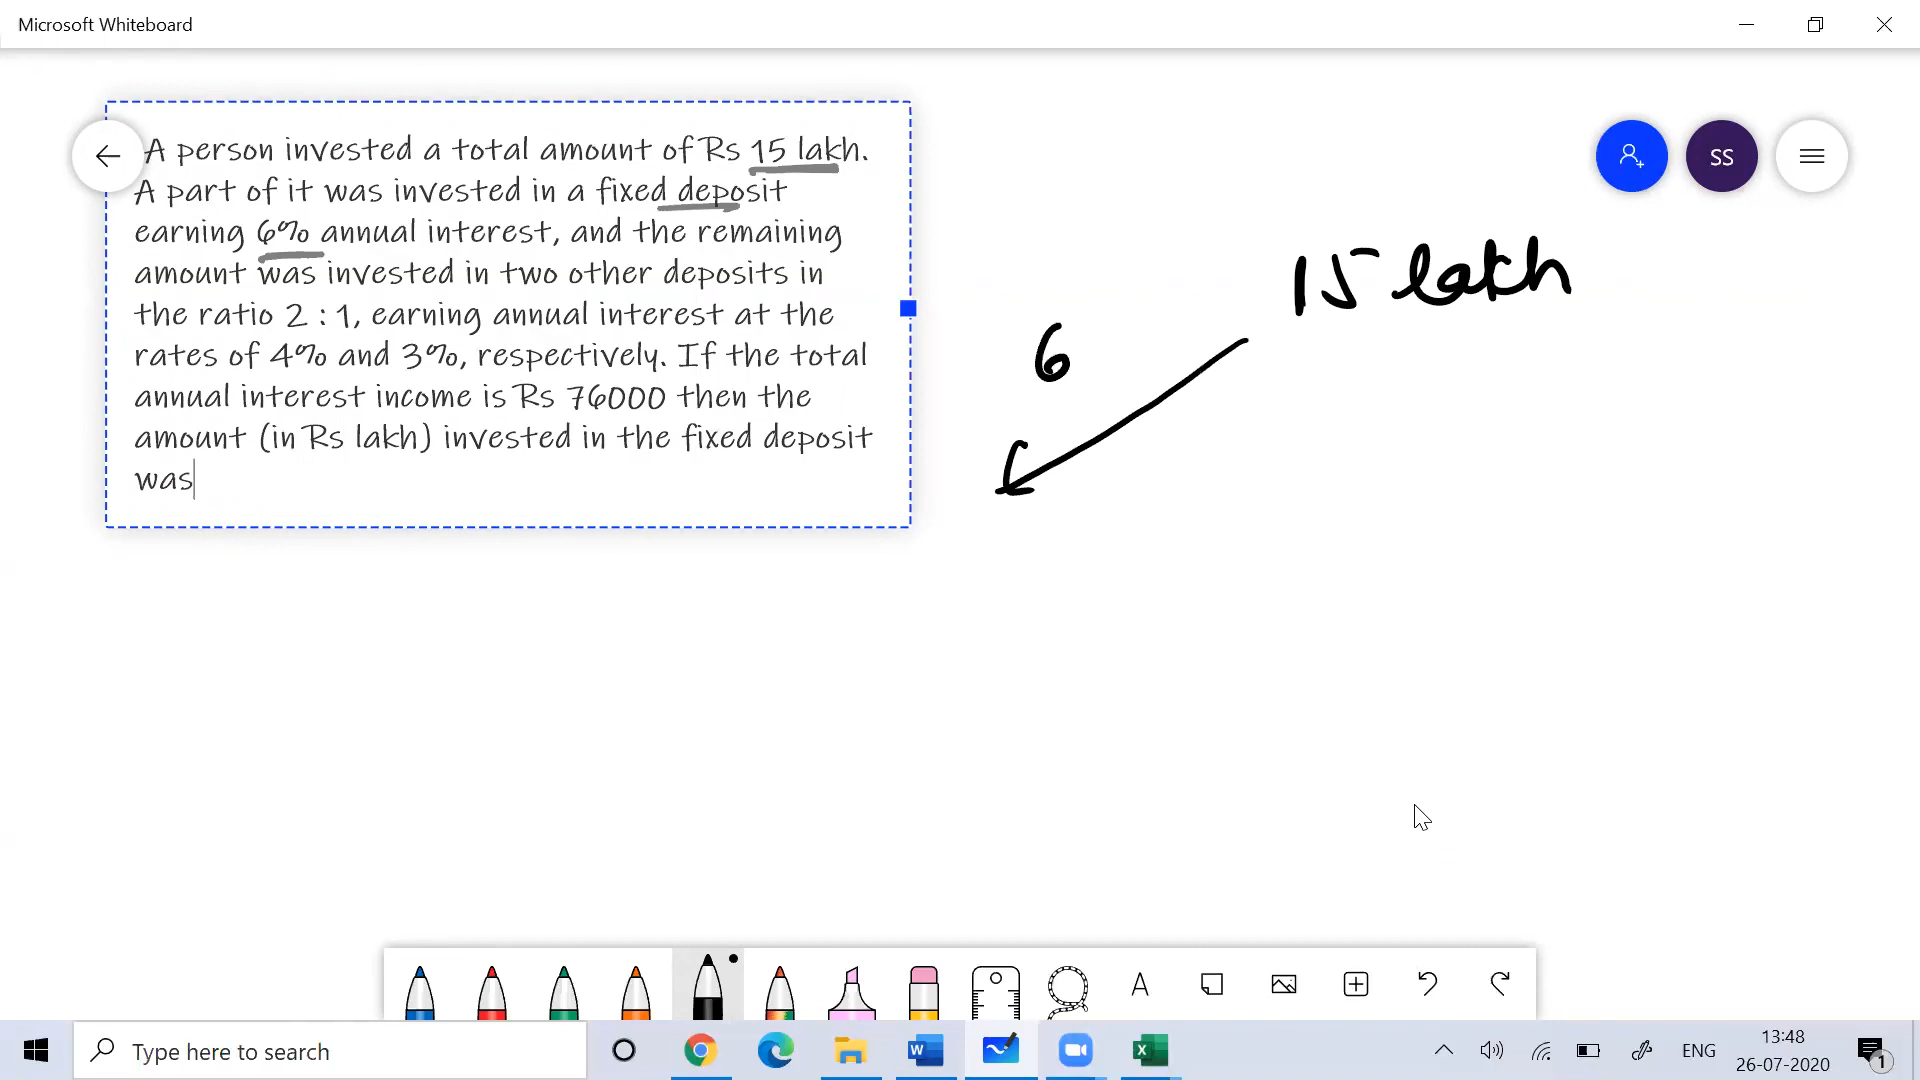 Microsoft Whiteboard
A person invested a total amount of Rs 15 lakh.
A part of it was invested in a fixed deposit
earning 6% annual interest, and the remaining
amount was invested in two other deposits in
the ratio 2 : 1, earning annual interest at the
rates of 4% and 3%, respectively. If the total
annual interest income is Rs 76000 then the
amount (in Rs lakh) invested in the fixed deposit
was
SS
15 lakh
6
A
Type here to search
W
X
ENG
13:48
26-07-2020
1